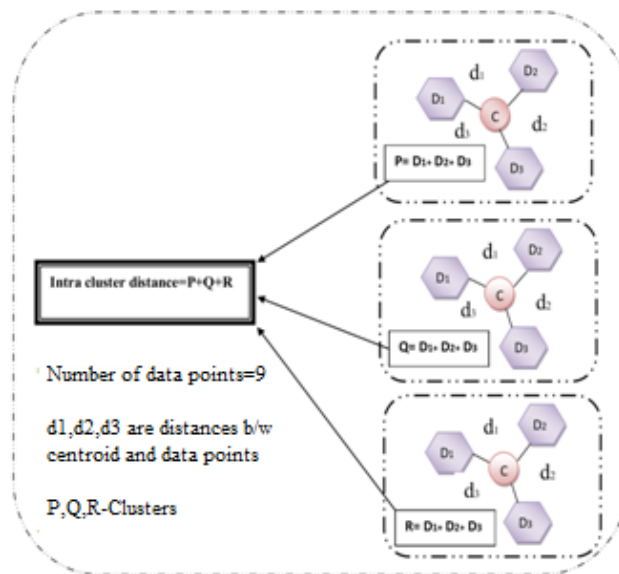 d1
D2
D1
C
d3
d2
D3
P= D1+ D2+ D3
d1
D2
D1
C
d3
d2
D3
Q= D1+ D2+ D3
d1
D2
D1
C
d3
d2
D3
R= D1+ D2+ D3
Intra cluster distance=P+Q+R
Number of data points=9
d1,d2,d3 are distances b/w
centroid and data points
P,Q,R-Clusters